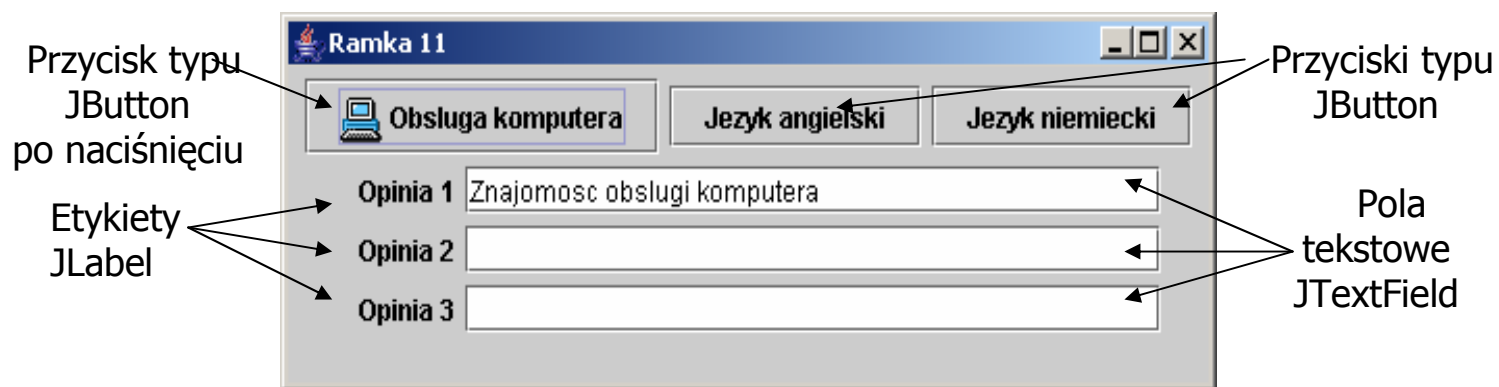 Ramka 11
Przycisk typu
JButton
po naciśnięciu
Przyciski typu
JButton
Obsluga komputera
Jezyk angielski
Jezyk niemiecki
Etykiety
JLabel
Opinia 1
Znajomosc obslugi komputera
Opinia 2
Opinia 3
Pola
tekstowe
JTextField